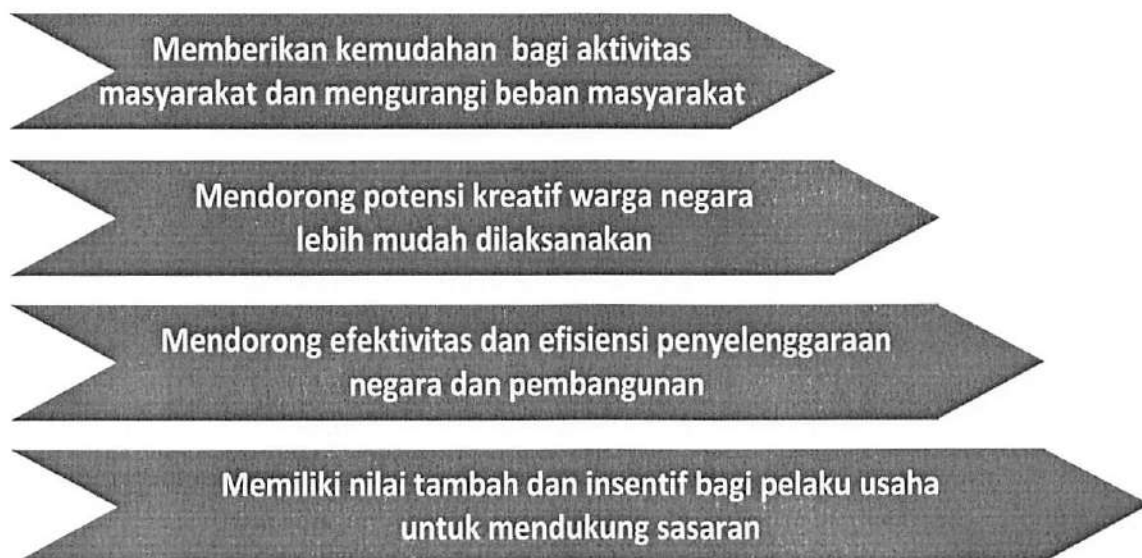 Memberikan kemudahan bagi aktivitas
masyarakat dan mengurangi beban masyarakat
Mendorong potensi kreatif warga negara
lebih mudah dilaksanakan
Mendorong efektivitas dan efisiensi penyelenggaraan
negara dan pembangunan
Memiliki nilai tambah dan insentif bagi pelaku usaha
untuk mendukung sasaran